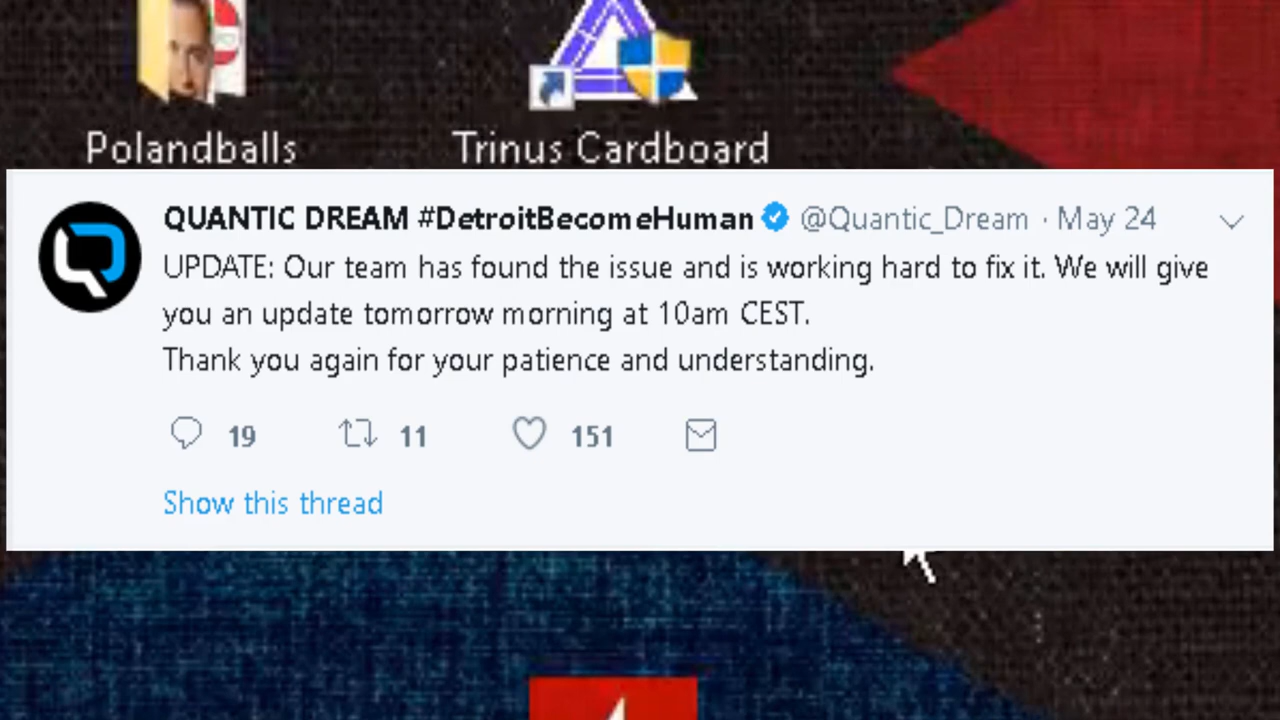 Polandballs
Trinus Cardboard
QUANTIC DREAM #DetroitBecomeHuman @Quantic_Dream · May 24
UPDATE: Our team has found the issue and is working hard to fix it. We will give
you an update tomorrow morning at 10am CEST.
Thank you again for your patience and understanding.
19 11 151
Show this thread